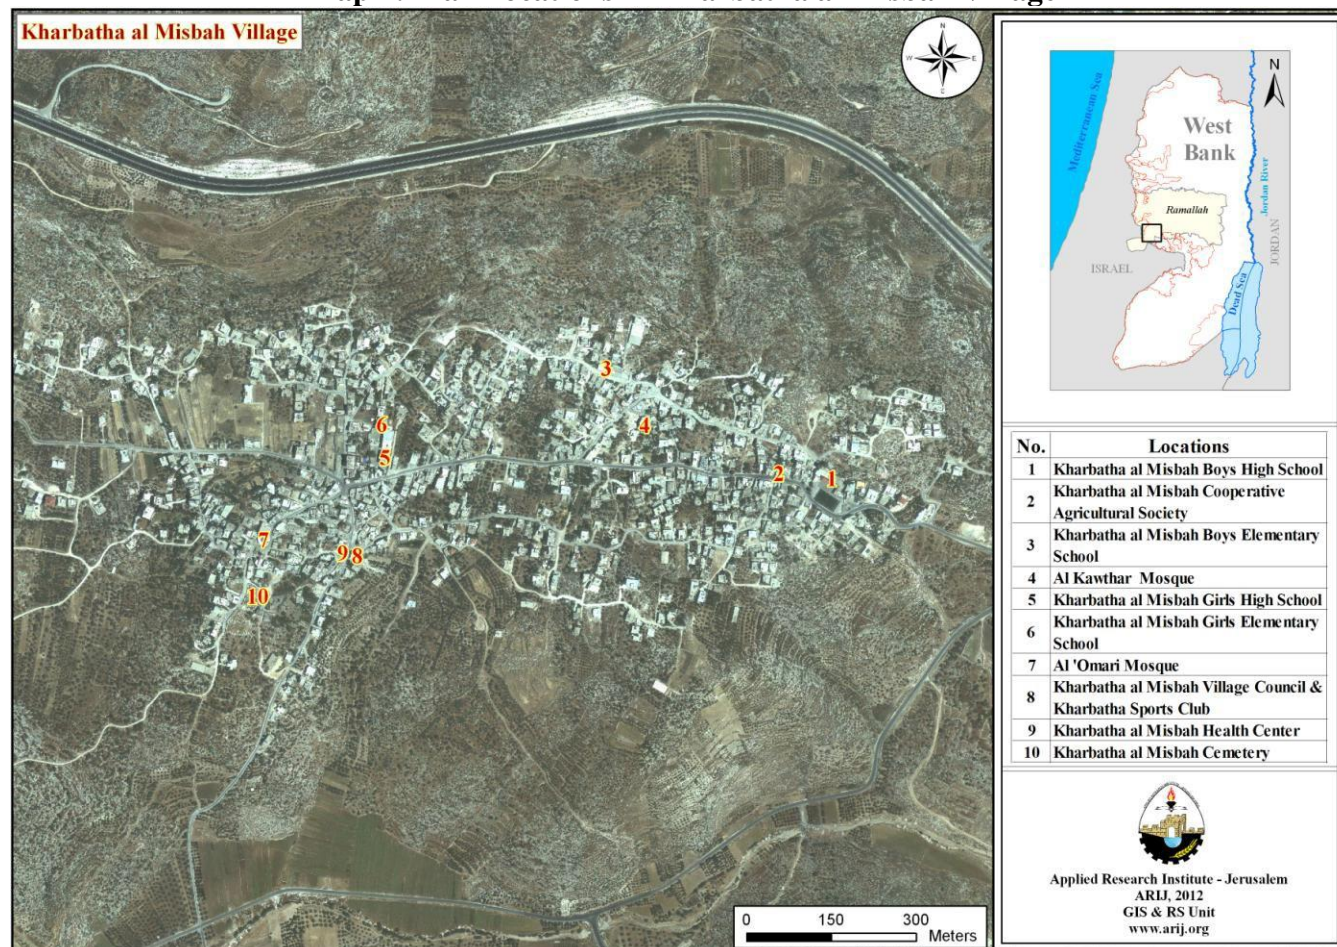 Kharbatha al Misbah Village
N
W
E
S
3
6
4
5
2
1
7
9
8
10
0 150 300
Meters
N
Mediterranean Sea
West
Bank
Ramallah
Jordan River
JORDAN
ISRAEL
Dead Sea
No. Locations
1 Kharbatha al Misbah Boys High School
2 Kharbatha al Misbah Cooperative
Agricultural Society
3 Kharbatha al Misbah Boys Elementary
School
4 Al Kawthar Mosque
5 Kharbatha al Misbah Girls High School
6 Kharbatha al Misbah Girls Elementary
School
7 Al 'Omari Mosque
8 Kharbatha al Misbah Village Council &
Kharbatha Sports Club
9 Kharbatha al Misbah Health Center
10 Kharbatha al Misbah Cemetery
Applied Research Institute - Jerusalem
ARIJ, 2012
GIS & RS Unit
www.arij.org